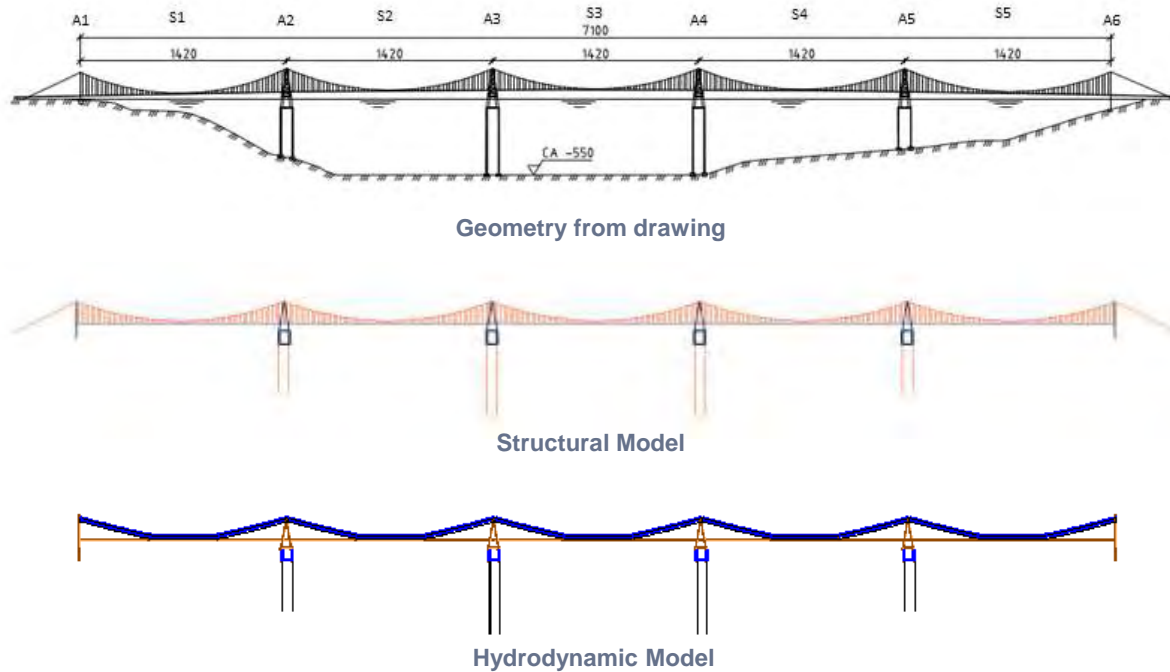 A1 S1 A2 S2 A3 S3 A4 S4 A5 S5 A6
7100
1420 1420 1420 1420 1420
CA -550
Geometry from drawing
Structural Model
Hydrodynamic Model